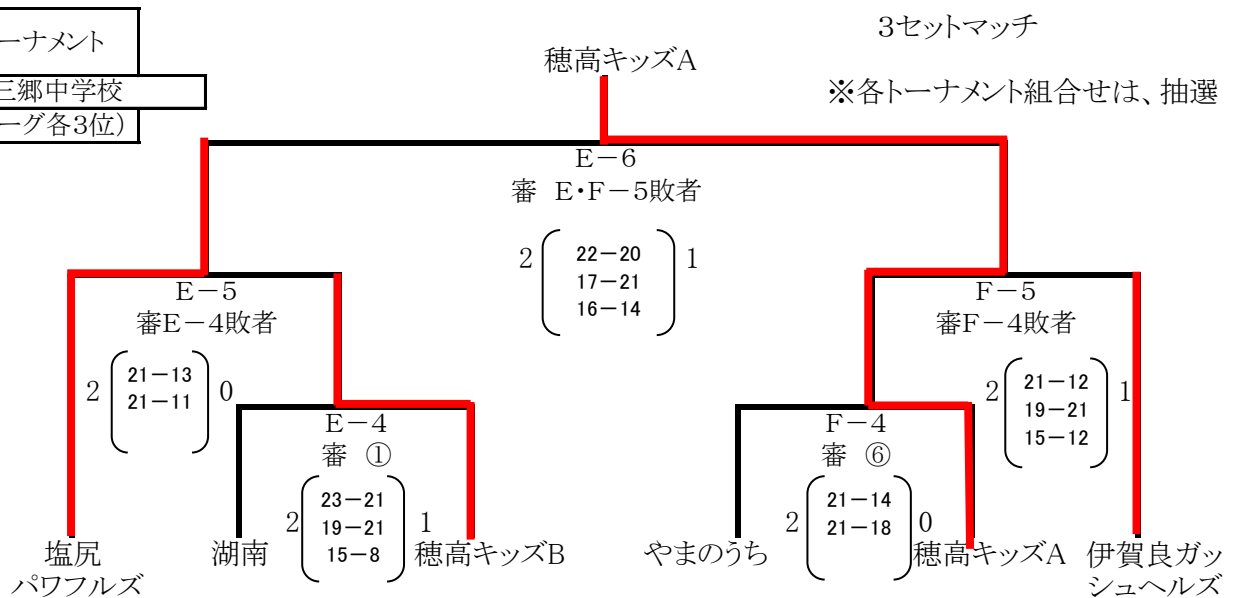 ーナメント
三郷中学校
ーグ各3位）
3セットマッチ
※各トーナメント組合せは、抽選
穂高キッズA
E－6
審　E・F－5敗者
2 22－20 1
17－21
16－14
E－5
審E－4敗者
2 21－13 0
21－11
F－5
審F－4敗者
2 21－12 1
19－21
15－12
E－4
審　①
2 23－21 1
19－21
15－8
F－4
審　⑥
2 21－14 0
21－18
塩尻
パワフルズ
湖南
穂高キッズB
やまのうち
穂高キッズA
伊賀良ガッ
シュヘルズ